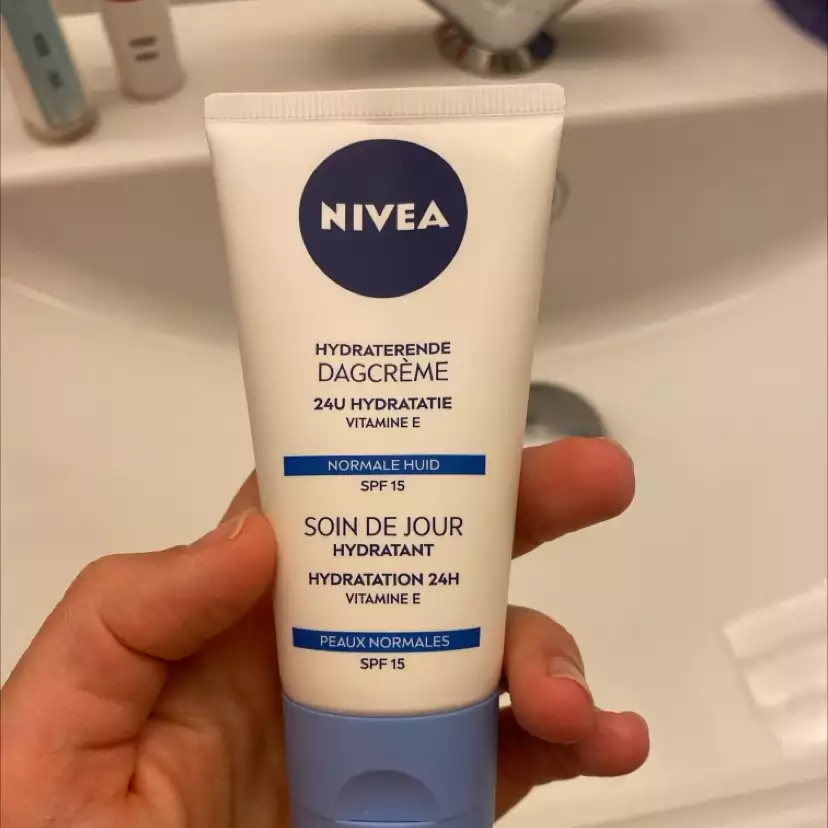 NIVEA
HYDRATERENDE
DAGCRÈME
24U HYDRATATIE
VITAMINE E
NORMALE HUID
SPF 15
SOIN DE JOUR
HYDRATANT
HYDRATATION 24H
VITAMINE E
PEAUX NORMALES
SPF 15